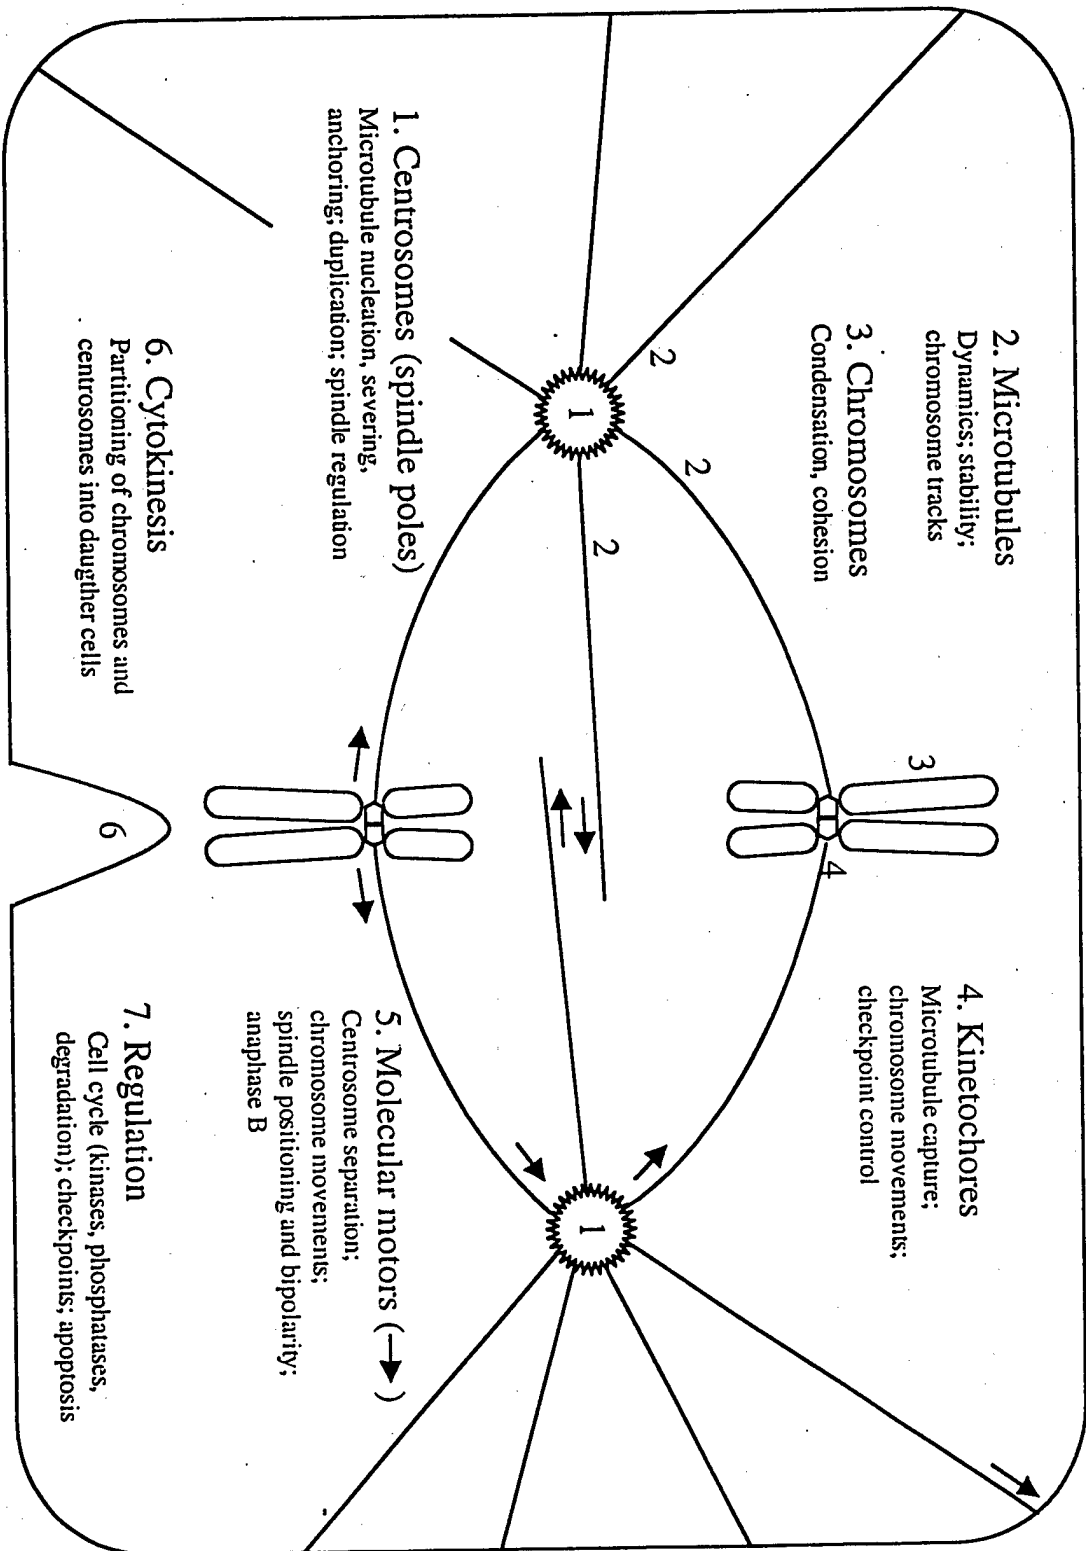 2. Microtubules
Dynamics; stability;
chromosome tracks
3. Chromosomes
Condensation, cohesion
4. Kinetochores
Microtubule capture;
chromosome movements;
checkpoint control
2
2
2
3
4
1
1
1. Centrosomes (spindle poles)
Microtubule nucleation, severing,
anchoring; duplication; spindle regulation
5. Molecular motors (→)
Centrosome separation;
chromosome movements;
spindle positioning and bipolarity;
anaphase B
6. Cytokinesis
Partitioning of chromosomes and
centrosomes into daugther cells
6
7. Regulation
Cell cycle (kinases, phosphatases,
degradation); checkpoints; apoptosis